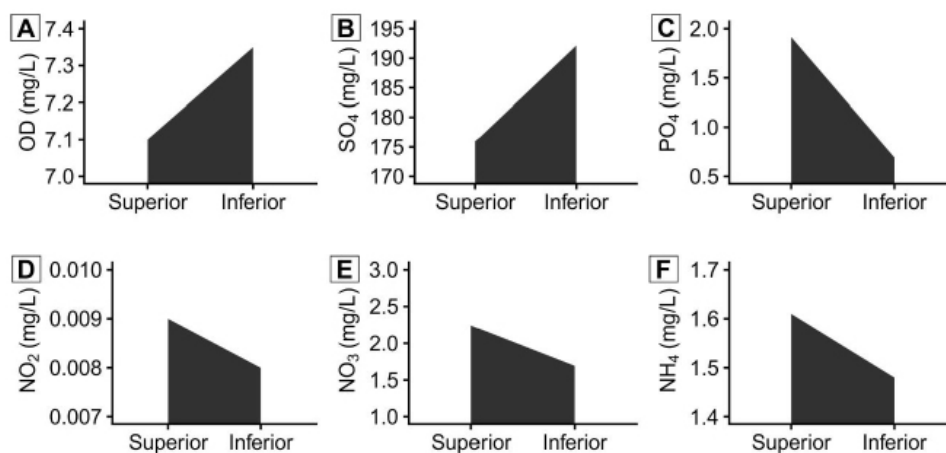 A
OD (mg/L)
7.4
7.3
7.2
7.1
7.0
Superior Inferior
B
SO₄ (mg/L)
195
190
185
180
175
170
Superior Inferior
C
PO₄ (mg/L)
2.0
1.5
1.0
0.5
Superior Inferior
D
NO₂ (mg/L)
0.010
0.009
0.008
0.007
Superior Inferior
E
NO₃ (mg/L)
3.0
2.5
2.0
1.5
1.0
Superior Inferior
F
NH₄ (mg/L)
1.7
1.6
1.5
1.4
Superior Inferior